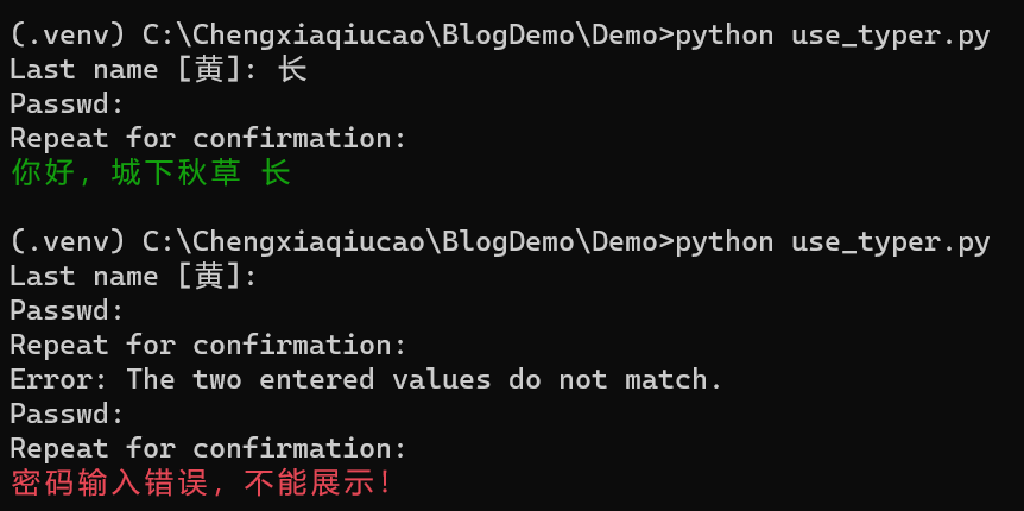 (.venv) C:\Chengxiaqiucao\BlogDemo\Demo>python use_typer.py
Last name [黄]: 长
Passwd:
Repeat for confirmation:
你好，城下秋草 长
(.venv) C:\Chengxiaqiucao\BlogDemo\Demo>python use_typer.py
Last name [黄]:
Passwd:
Repeat for confirmation:
Error: The two entered values do not match.
Passwd:
Repeat for confirmation:
密码输入错误，不能展示！